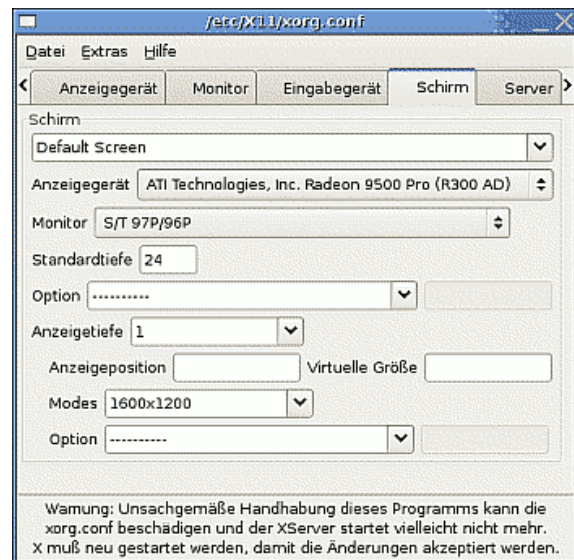 /etc/X11/xorg.conf
Datei Extras Hilfe
Anzeigegerät Monitor Eingabegerät Schirm Server
Schirm
Default Screen
Anzeigegerät ATI Technologies, Inc. Radeon 9500 Pro (R300 AD)
Monitor S/T 97P/96P
Standardtiefe 24
Option ----------
Anzeigetiefe 1
Anzeigeposition Virtuelle Größe
Modes 1600x1200
Option ----------
Warnung: Unsachgemäße Handhabung dieses Programms kann die
xorg.conf beschädigen und der XServer startet vielleicht nicht mehr.
X muß neu gestartet werden, damit die Änderungen akzeptiert werden.